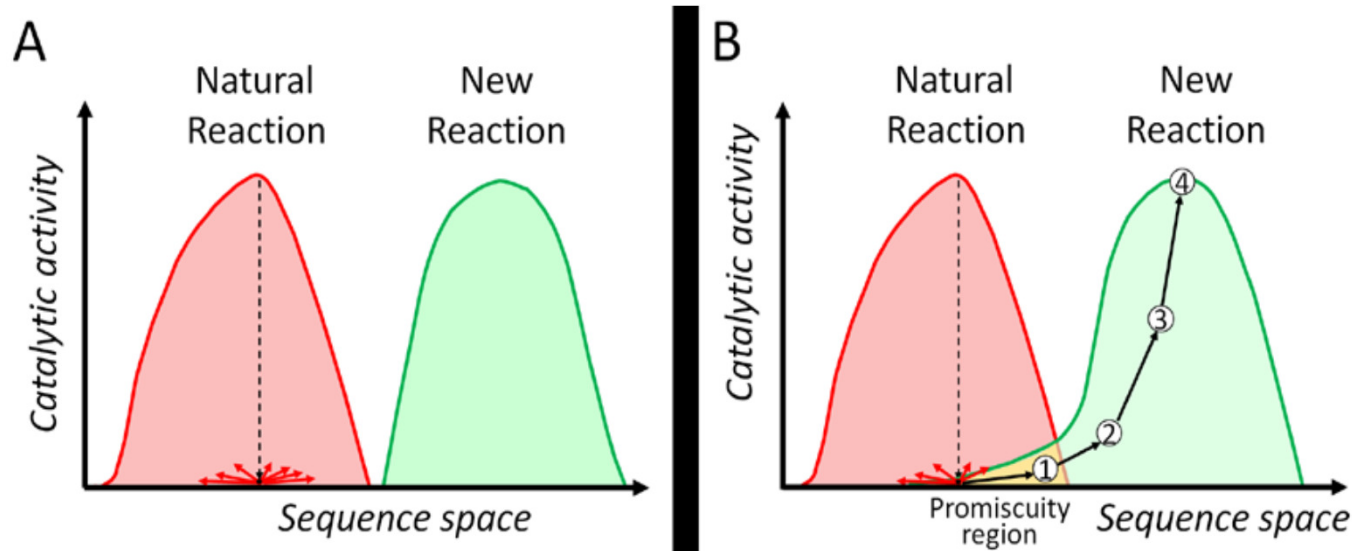 A
Natural
Reaction
New
Reaction
Catalytic activity
Sequence space
B
Natural
Reaction
New
Reaction
Catalytic activity
4
3
2
1
Promiscuity
region
Sequence space